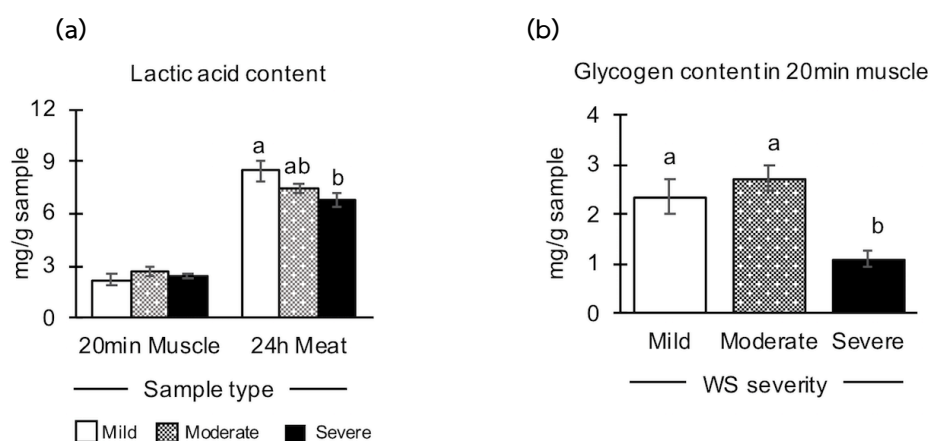 (a)
Lactic acid content
mg/g sample
12
9
6
3
0
a
ab
b
20min Muscle 24h Meat
Sample type
Mild Moderate Severe
(b)
Glycogen content in 20min muscle
mg/g sample
4
3
2
1
0
a
a
b
Mild Moderate Severe
WS severity